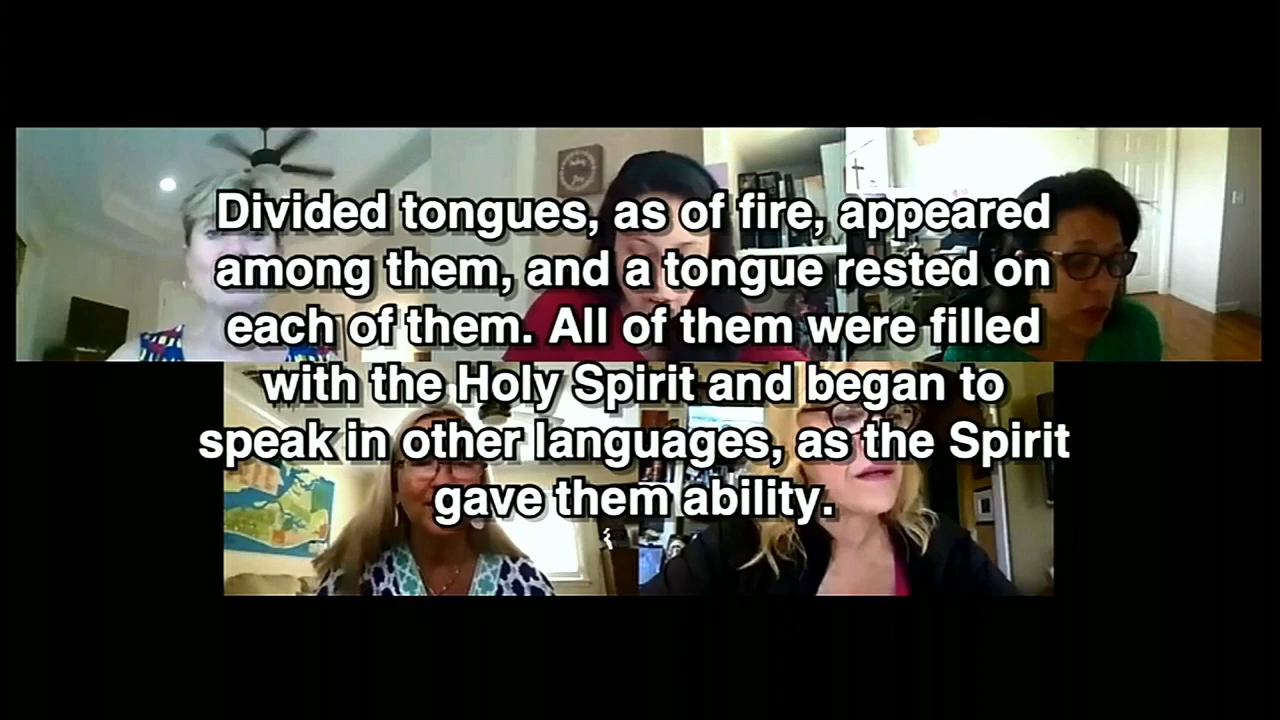 Divided tongues, as of fire, appeared
among them, and a tongue rested on
each of them. All of them were filled
with the Holy Spirit and began to
speak in other languages, as the Spirit
gave them ability.